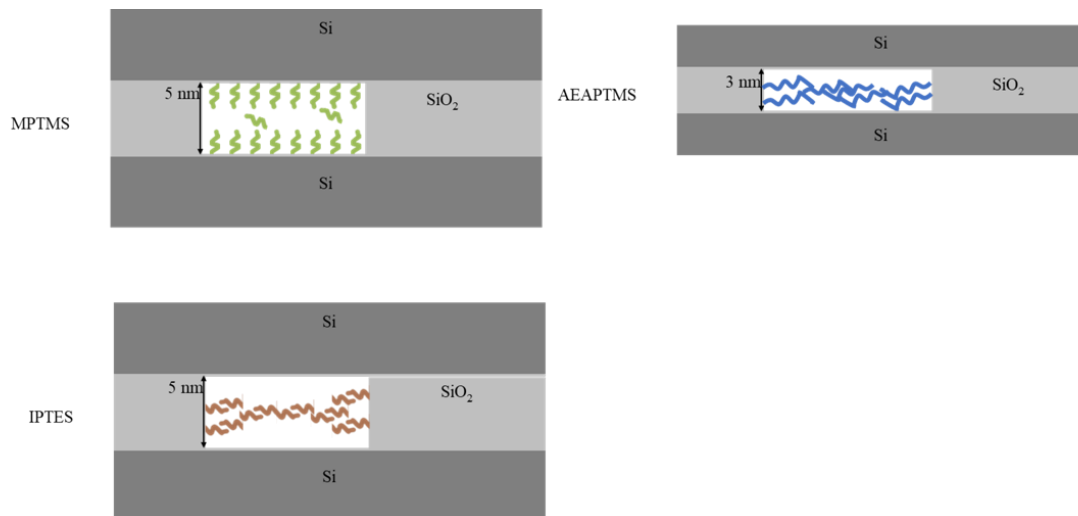 Si
5 nm
SiO₂
MPTMS
Si
Si
3 nm
SiO₂
AEAPTMS
Si
Si
5 nm
SiO₂
IPTES
Si